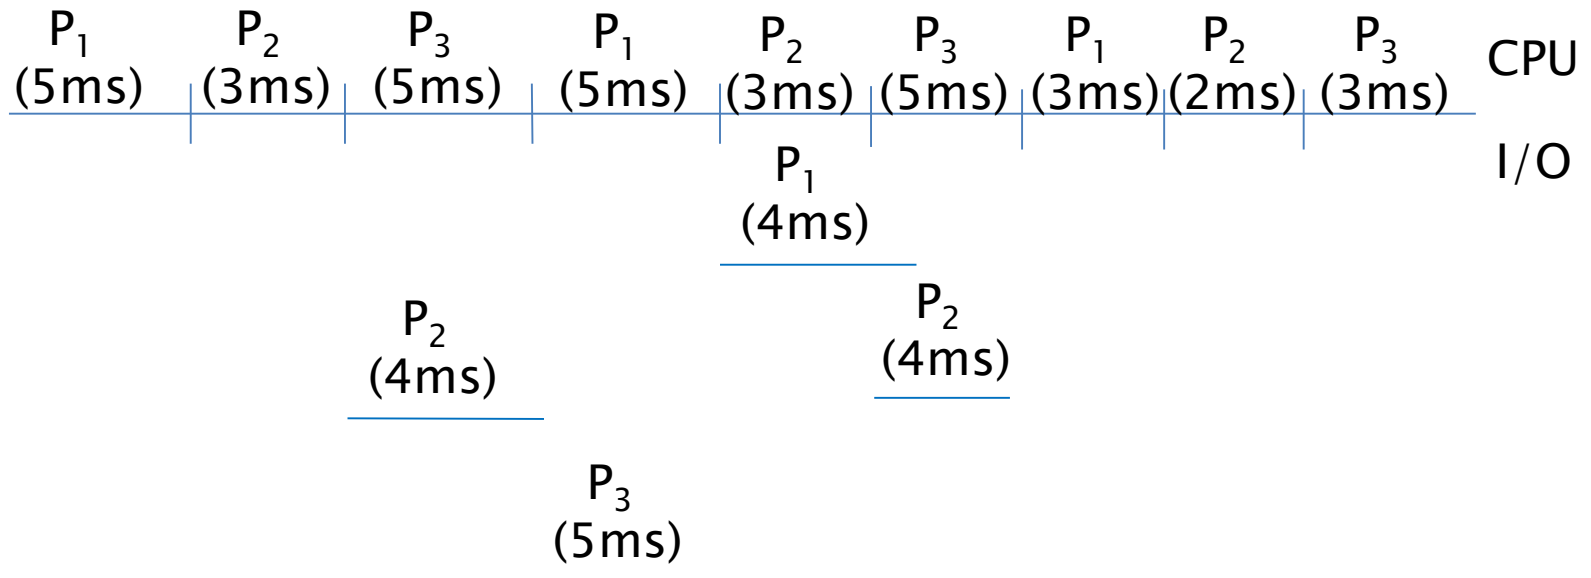 P₁ P₂ P₃ P₁ P₂ P₃ P₁ P₂ P₃ CPU
(5ms) (3ms) (5ms) (5ms) (3ms) (5ms) (3ms) (2ms) (3ms)
P₁ I/O
(4ms)
P₂
(4ms)
P₂
(4ms)
P₃
(5ms)